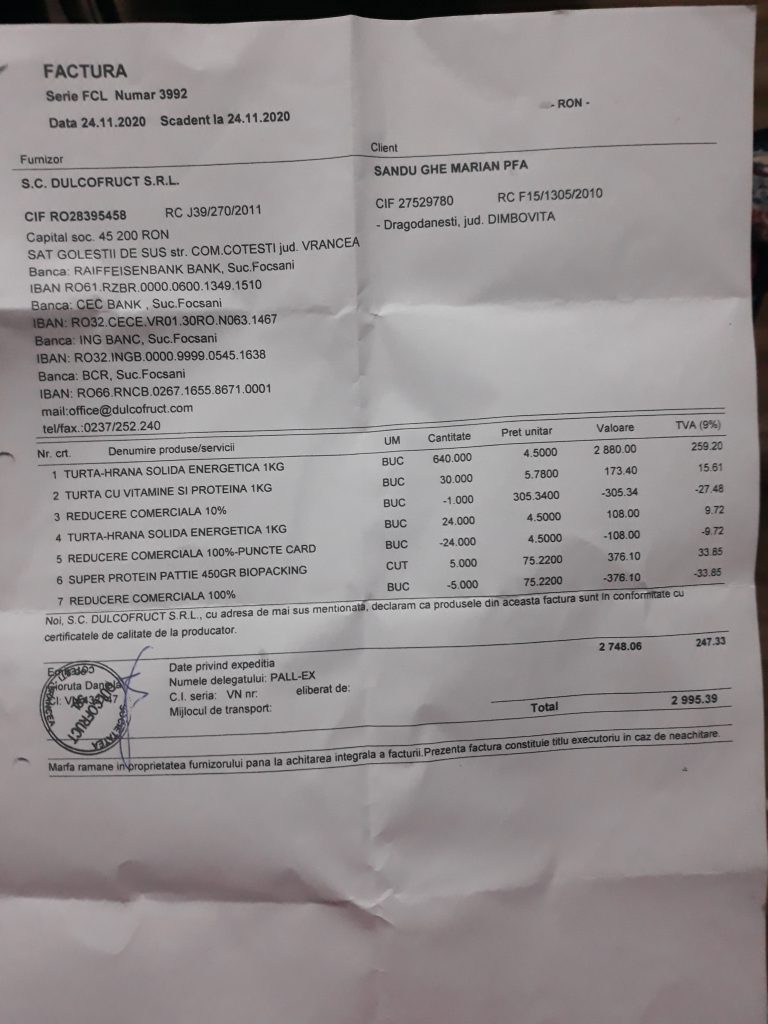 FACTURA
Serie FCL Numar 3992
Data 24.11.2020 Scadent la 24.11.2020
- RON -
Furnizor
Client
S.C. DULCOFRUCT S.R.L.
SANDU GHE MARIAN PFA
CIF RO28395458 RC J39/270/2011
CIF 27529780 RC F15/1305/2010
Capital soc. 45 200 RON
- Dragodanesti, jud. DIMBOVITA
SAT GOLESTII DE SUS str. COM.COTESTI jud. VRANCEA
Banca: RAIFFEISENBANK BANK, Suc.Focsani
IBAN RO61.RZBR.0000.0600.1349.1510
Banca: CEC BANK , Suc.Focsani
IBAN: RO32.CECE.VR01.30RO.N063.1467
Banca: ING BANC, Suc.Focsani
IBAN: RO32.INGB.0000.9999.0545.1638
Banca: BCR, Suc.Focsani
IBAN: RO66.RNCB.0267.1655.8671.0001
mail:office@dulcofruct.com
tel/fax.:0237/252.240
Nr. crt. Denumire produse/servicii UM Cantitate Pret unitar Valoare TVA (9%)
1 TURTA-HRANA SOLIDA ENERGETICA 1KG BUC 640.000 4.5000 2 880.00 259.20
2 TURTA CU VITAMINE SI PROTEINA 1KG BUC 30.000 5.7800 173.40 15.61
3 REDUCERE COMERCIALA 10% BUC -1.000 305.3400 -305.34 -27.48
4 TURTA-HRANA SOLIDA ENERGETICA 1KG BUC 24.000 4.5000 108.00 9.72
5 REDUCERE COMERCIALA 100%-PUNCTE CARD BUC -24.000 4.5000 -108.00 -9.72
6 SUPER PROTEIN PATTIE 450GR BIOPACKING CUT 5.000 75.2200 376.10 33.85
7 REDUCERE COMERCIALA 100% BUC -5.000 75.2200 -376.10 -33.85
Noi, S.C. DULCOFRUCT S.R.L., cu adresa de mai sus mentionată, declaram ca produsele din aceasta factura sunt in conformitate cu
certificatele de calitate de la producator.
2 748.06 247.33
Date privind expeditia
Numele delegatului: PALL-EX
C.I. seria: VN nr: eliberat de:
Mijlocul de transport:
DULCOFRUCT
SOCIETATEA
VRANCEA
Total 2 995.39
Marfa ramane in proprietatea furnizorului pana la achitarea integrala a facturii.Prezenta factura constituie titlu executoriu in caz de neachitare.